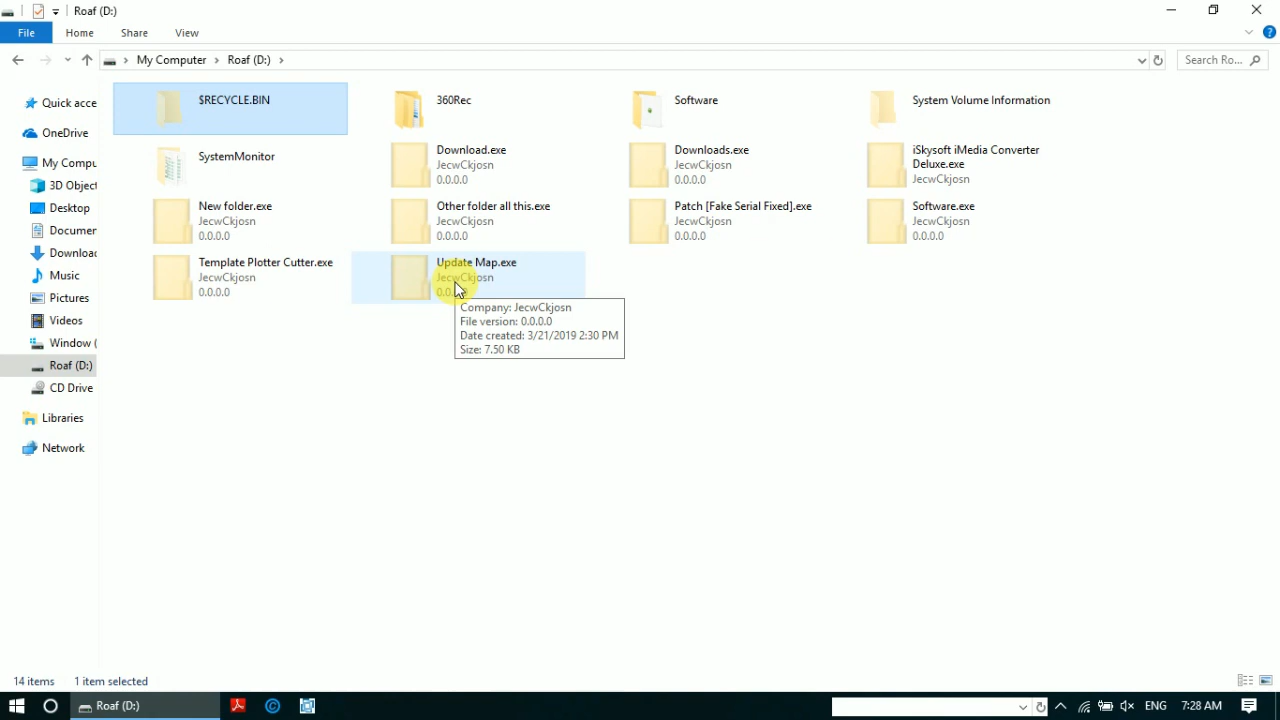 Roaf (D:)
File
Home
Share
View
My Computer
Roaf (D:)
Search Ro...
Quick acce
OneDrive
My Compu
3D Object
Desktop
Documer
Downloac
Music
Pictures
Videos
Window (
Roaf (D:)
CD Drive
Libraries
Network
$RECYCLE.BIN
360Rec
Software
System Volume Information
SystemMonitor
Download.exe
JecwCkjosn
0.0.0.0
Downloads.exe
JecwCkjosn
0.0.0.0
iSkysoft iMedia Converter
Deluxe.exe
JecwCkjosn
New folder.exe
JecwCkjosn
0.0.0.0
Other folder all this.exe
JecwCkjosn
0.0.0.0
Patch [Fake Serial Fixed].exe
JecwCkjosn
0.0.0.0
Software.exe
JecwCkjosn
0.0.0.0
Template Plotter Cutter.exe
JecwCkjosn
0.0.0.0
Update Map.exe
JecwCkjosn
Company: JecwCkjosn
File version: 0.0.0.0
Date created: 3/21/2019 2:30 PM
Size: 7.50 KB
14 items
1 item selected
Roaf (D:)
ENG
7:28 AM